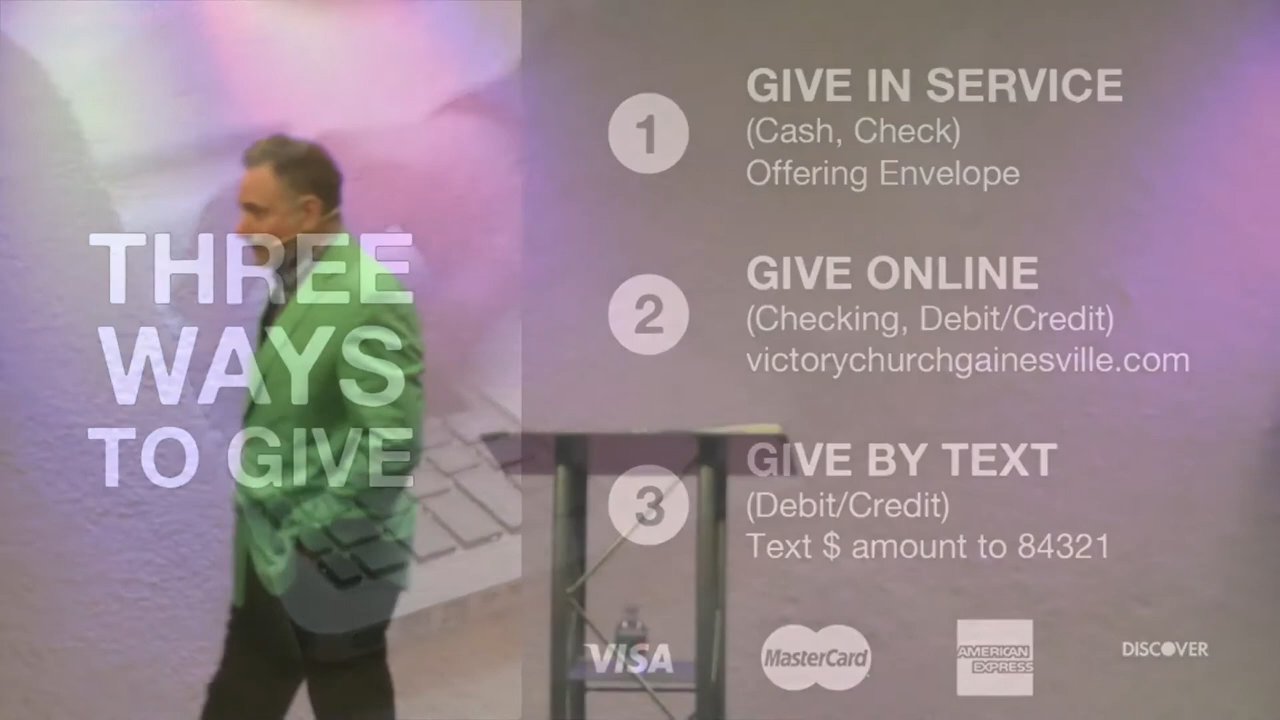 THREE
WAYS
TO GIVE
1
GIVE IN SERVICE
(Cash, Check)
Offering Envelope
2
GIVE ONLINE
(Checking, Debit/Credit)
victorychurchgainesville.com
3
GIVE BY TEXT
(Debit/Credit)
Text $ amount to 84321
VISA
MasterCard
AMERICAN
EXPRESS
DISCOVER